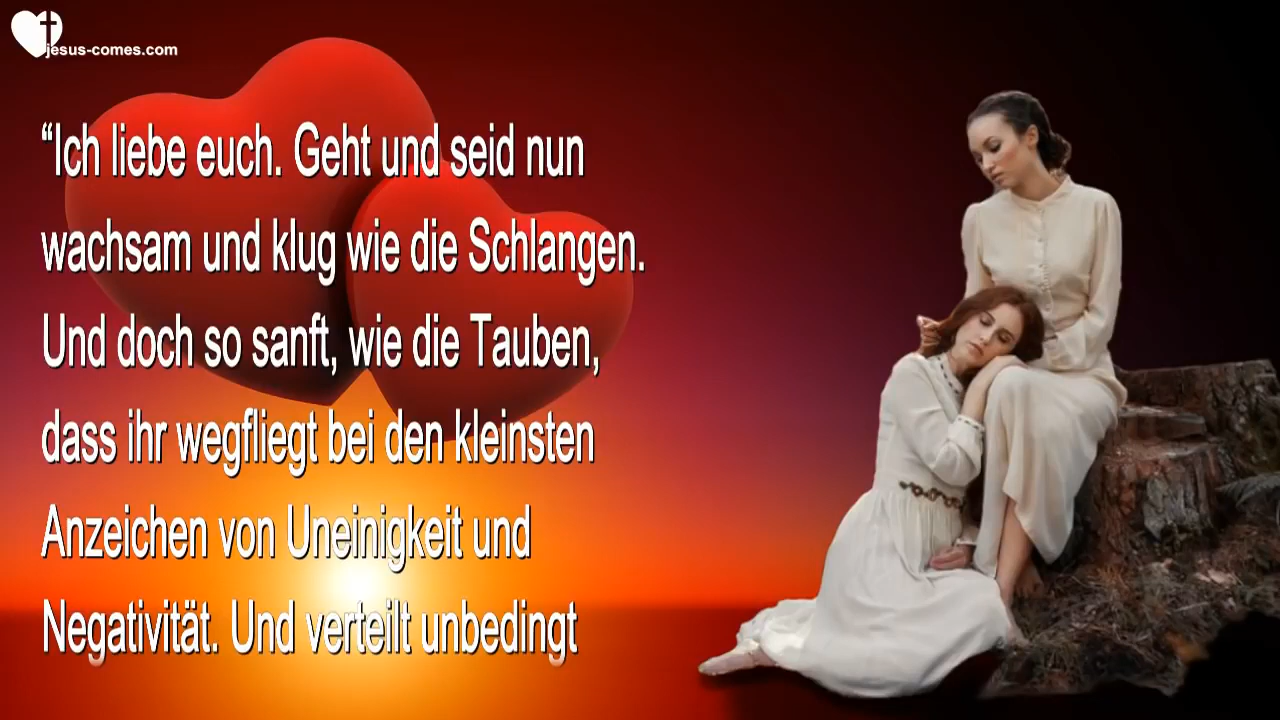 jesus-comes.com
“Ich liebe euch. Geht und seid nun
wachsam und klug wie die Schlangen.
Und doch so sanft, wie die Tauben,
dass ihr wegfliegt bei den kleinsten
Anzeichen von Uneinigkeit und
Negativität. Und verteilt unbedingt